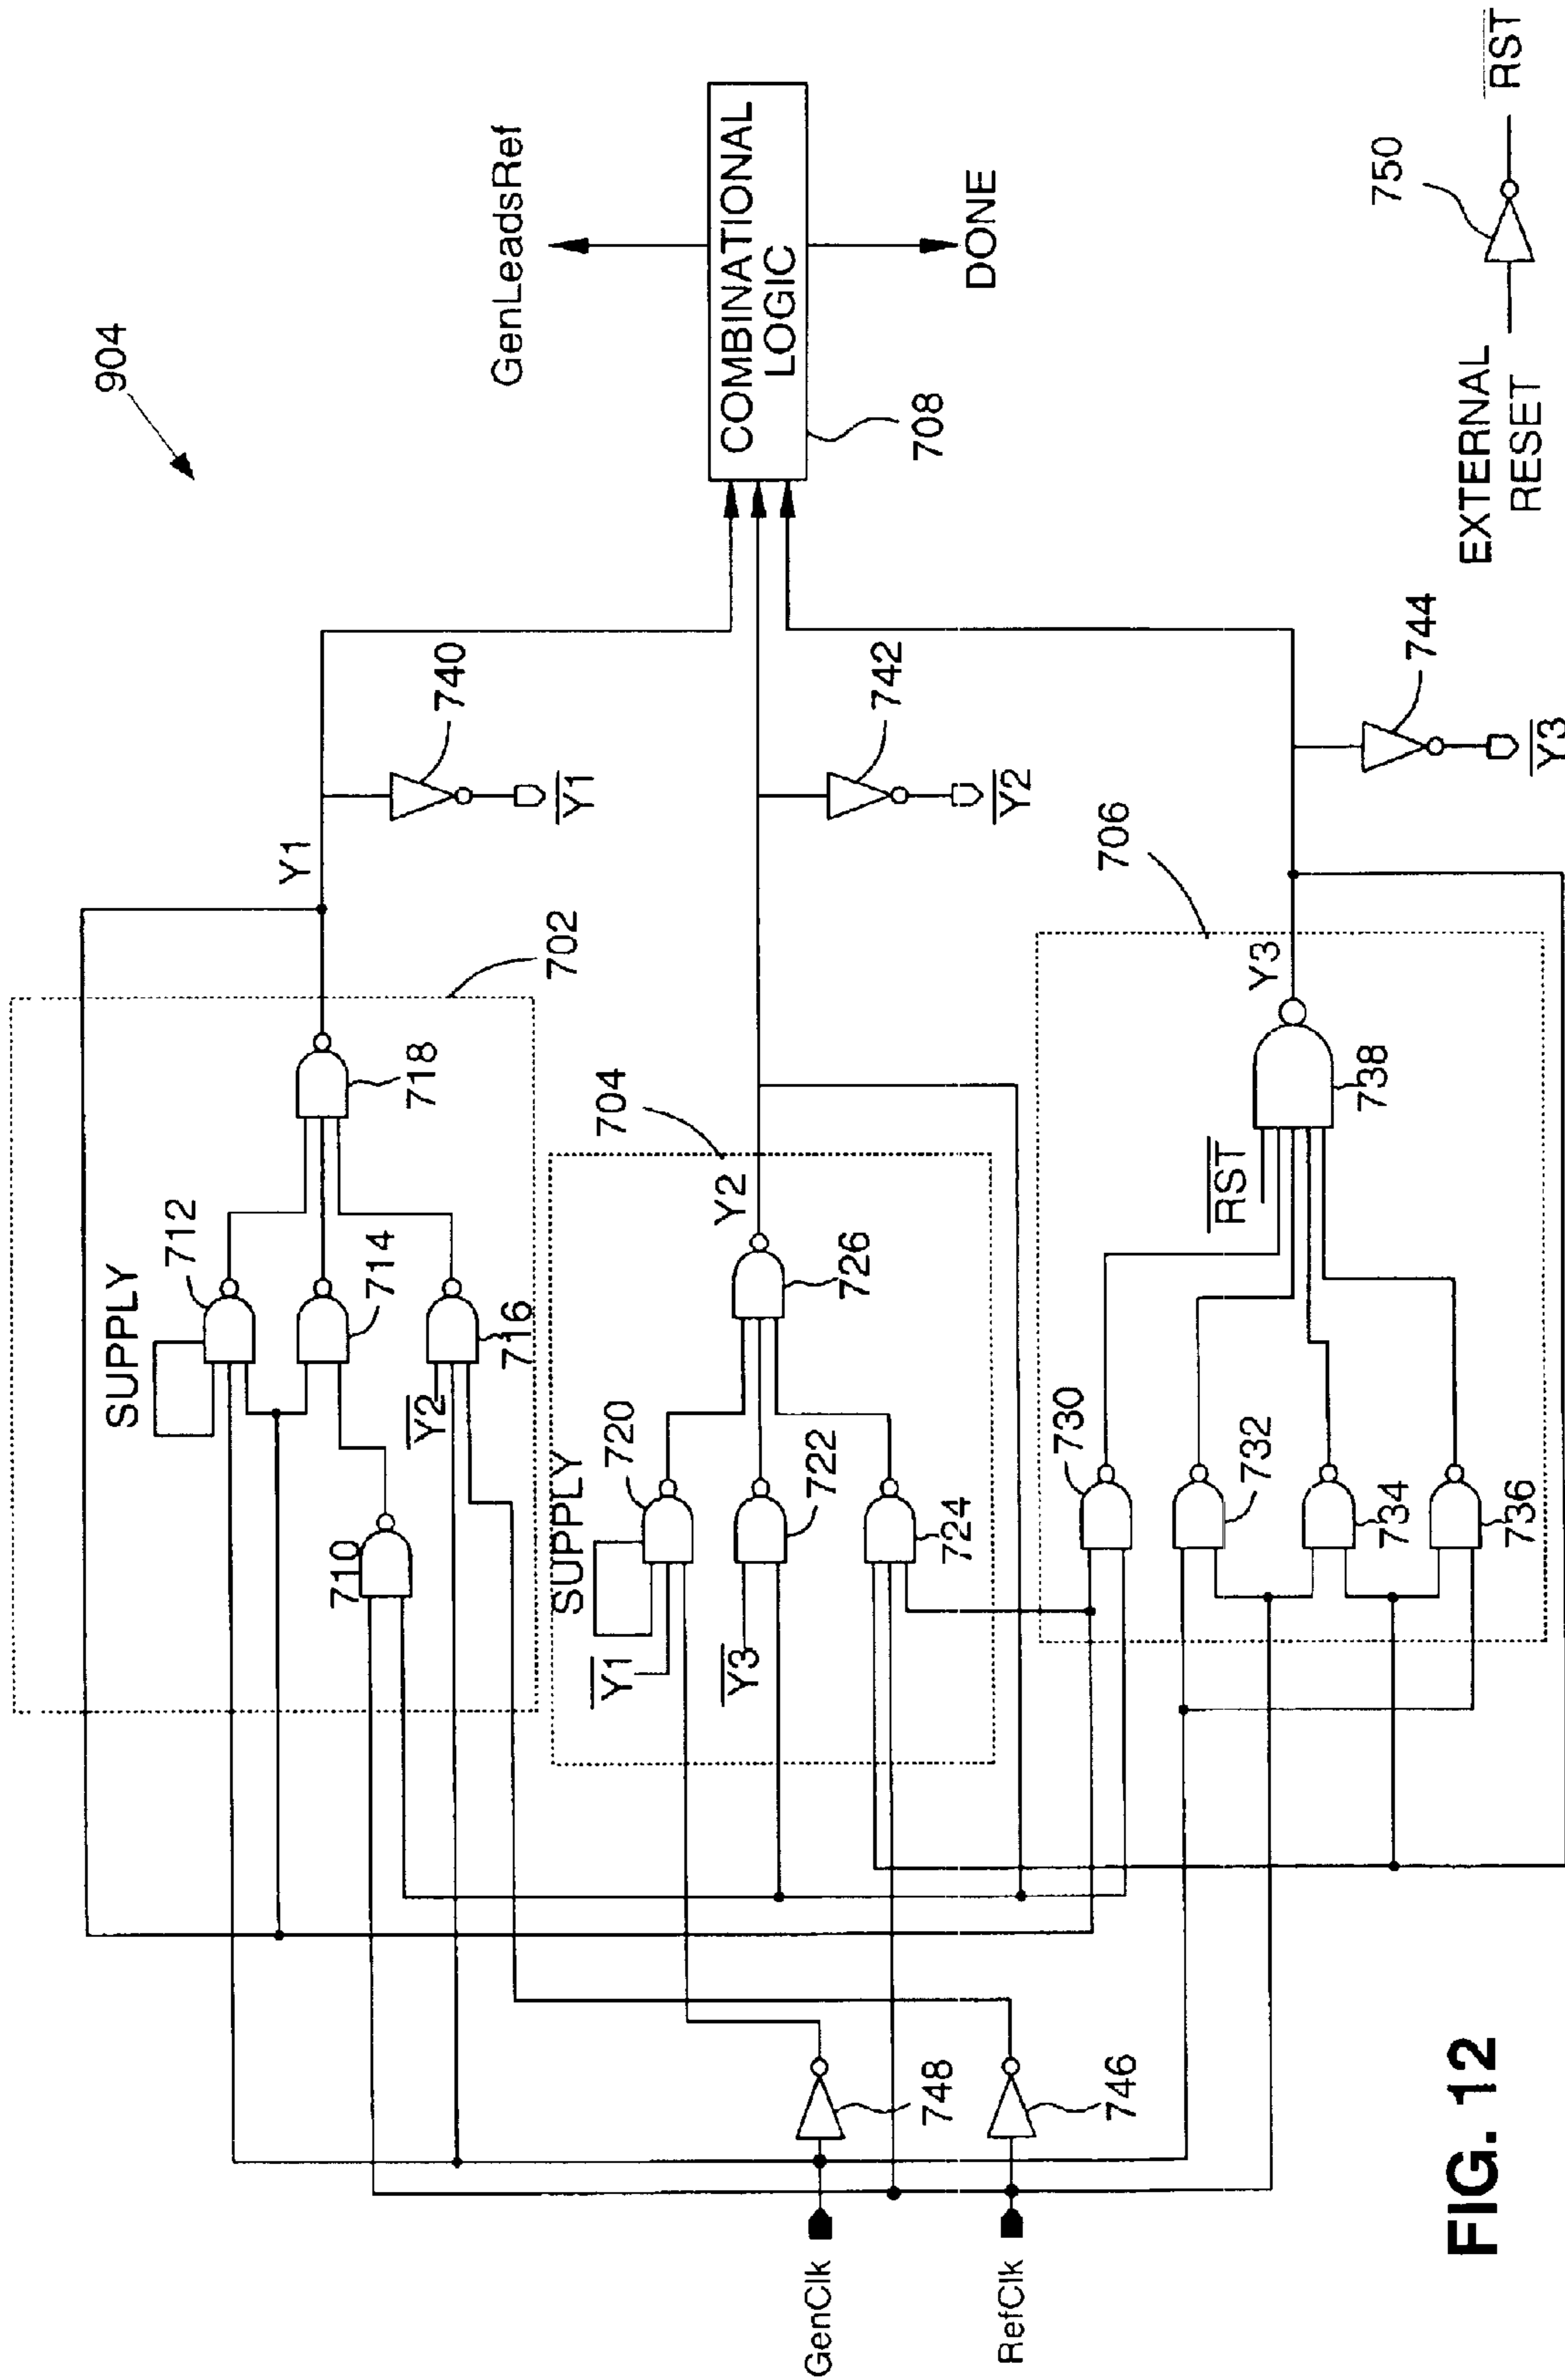 904
GenLeadsRef
COMBINATIONAL
LOGIC
708
DONE
EXTERNAL
RESET
750
RST
Y1
740
Y1
742
Y2
744
Y3
702
SUPPLY
712
714
716
718
710
Y2
704
Y2
SUPPLY
720
722
724
726
Y1
Y3
706
Y3
RST
730
732
734
736
738
GenClk
RefClk
748
746
FIG. 12